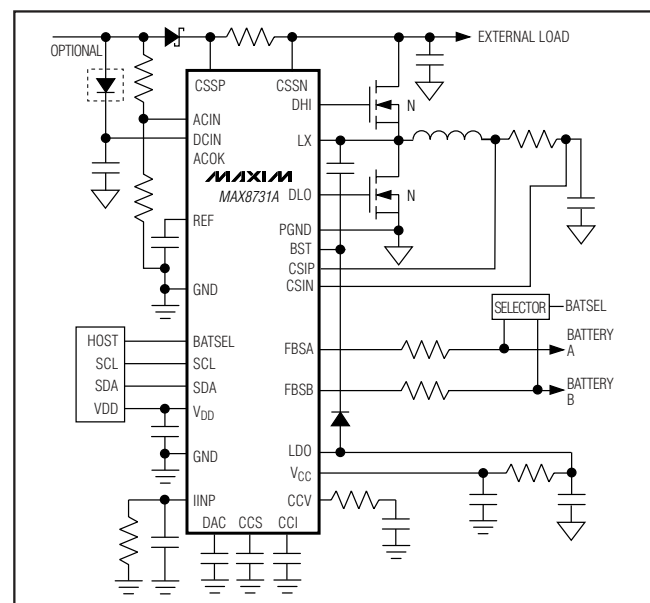 OPTIONAL
EXTERNAL LOAD
CSSP
CSSN
DHI
N
ACIN
LX
DCIN
ACOK
MAXIM
MAX8731A
DLO
N
REF
PGND
BST
CSIP
CSIN
GND
SELECTOR
BATSEL
HOST
BATSEL
FBSA
BATTERY
A
SCL
SCL
SDA
SDA
FBSB
BATTERY
B
VDD
VDD
LDO
GND
VCC
IINP
CCV
DAC
CCS
CCI